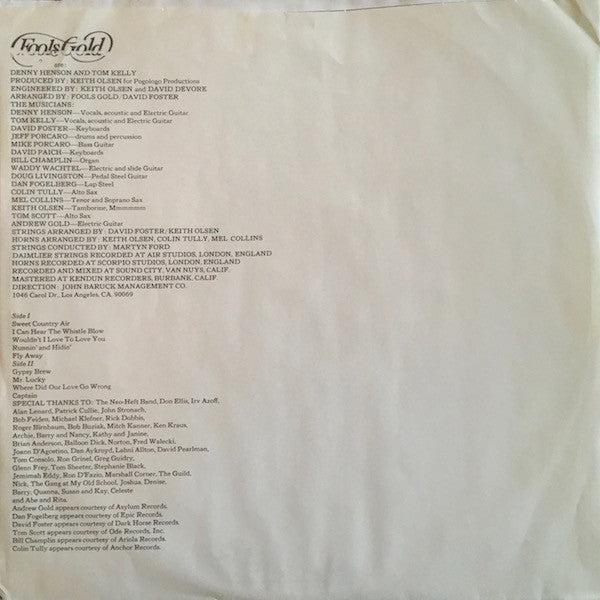 Fools Gold
are:
DENNY HENSON AND TOM KELLY
PRODUCED BY: KEITH OLSEN for Pogologo Productions
ENGINEERED BY: KEITH OLSEN and DAVID DEVORE
ARRANGED BY: FOOLS GOLD/DAVID FOSTER
THE MUSICIANS:
DENNY HENSON—Vocals, acoustic and Electric Guitar
TOM KELLY—Vocals, acoustic and Electric Guitar
DAVID FOSTER—Keyboards
JEFF PORCARO—drums and percussion
MIKE PORCARO—Bass Guitar
DAVID PAICH—Keyboards
BILL CHAMPLIN—Organ
WADDY WACHTEL—Electric and slide Guitar
DOUG LIVINGSTON—Pedal Steel Guitar
DAN FOGELBERG—Lap Steel
COLIN TULLY—Alto Sax
MEL COLLINS—Tenor and Soprano Sax
KEITH OLSEN—Tamborine, Mmmmmm
TOM SCOTT—Alto Sax
ANDREW GOLD—Electric Guitar
STRINGS ARRANGED BY: DAVID FOSTER/KEITH OLSEN
HORNS ARRANGED BY: KEITH OLSEN, COLIN TULLY, MEL COLLINS
STRINGS CONDUCTED BY: MARTYN FORD
DAIMLIER STRINGS RECORDED AT AIR STUDIOS, LONDON, ENGLAND
HORNS RECORDED AT SCORPIO STUDIOS, LONDON, ENGLAND
RECORDED AND MIXED AT SOUND CITY, VAN NUYS, CALIF.
MASTERED AT KENDUN RECORDERS, BURBANK, CALIF.
DIRECTION: JOHN BARUCK MANAGEMENT CO.
1046 Carol Dr., Los Angeles, CA. 90069
Side I
Sweet Country Air
I Can Hear The Whistle Blow
Wouldn't I Love To Love You
Runnin' and Hidin'
Fly Away
Side II
Gypsy Brew
Mr. Lucky
Where Did Our Love Go Wrong
Captain
SPECIAL THANKS TO: The Neo-Heft Band, Don Ellis, Irv Azoff,
Alan Lenard, Patrick Cullie, John Stronach,
Bob Feiden, Michael Klefner, Rick Dobbis,
Roger Birnbaum, Bob Buziak, Mitch Kanner, Ken Kraus,
Archie, Barry and Nancy, Kathy and Janine,
Brian Anderson, Balloon Dick, Norton, Fred Walecki,
Joann D'Agostino, Dan Aykroyd, Lahni Allton, David Pearlman,
Tom Consolo, Ron Grinel, Greg Guidry,
Glenn Frey, Tom Sheeter, Stephanie Black,
Jemimah Eddy, Ron D'Fazio, Marshall Corner, The Guild,
Nick, The Gang at My Old School, Joshua, Denise,
Barry, Quanna, Susan and Kay, Celeste
and Abe and Rita.
Andrew Gold appears courtesy of Asylum Records.
Dan Fogelberg appears courtesy of Epic Records.
David Foster appears courtesy of Dark Horse Records.
Tom Scott appears courtesy of Ode Records, Inc.
Bill Champlin appears courtesy of Ariola Records.
Colin Tully appears courtesy of Anchor Records.